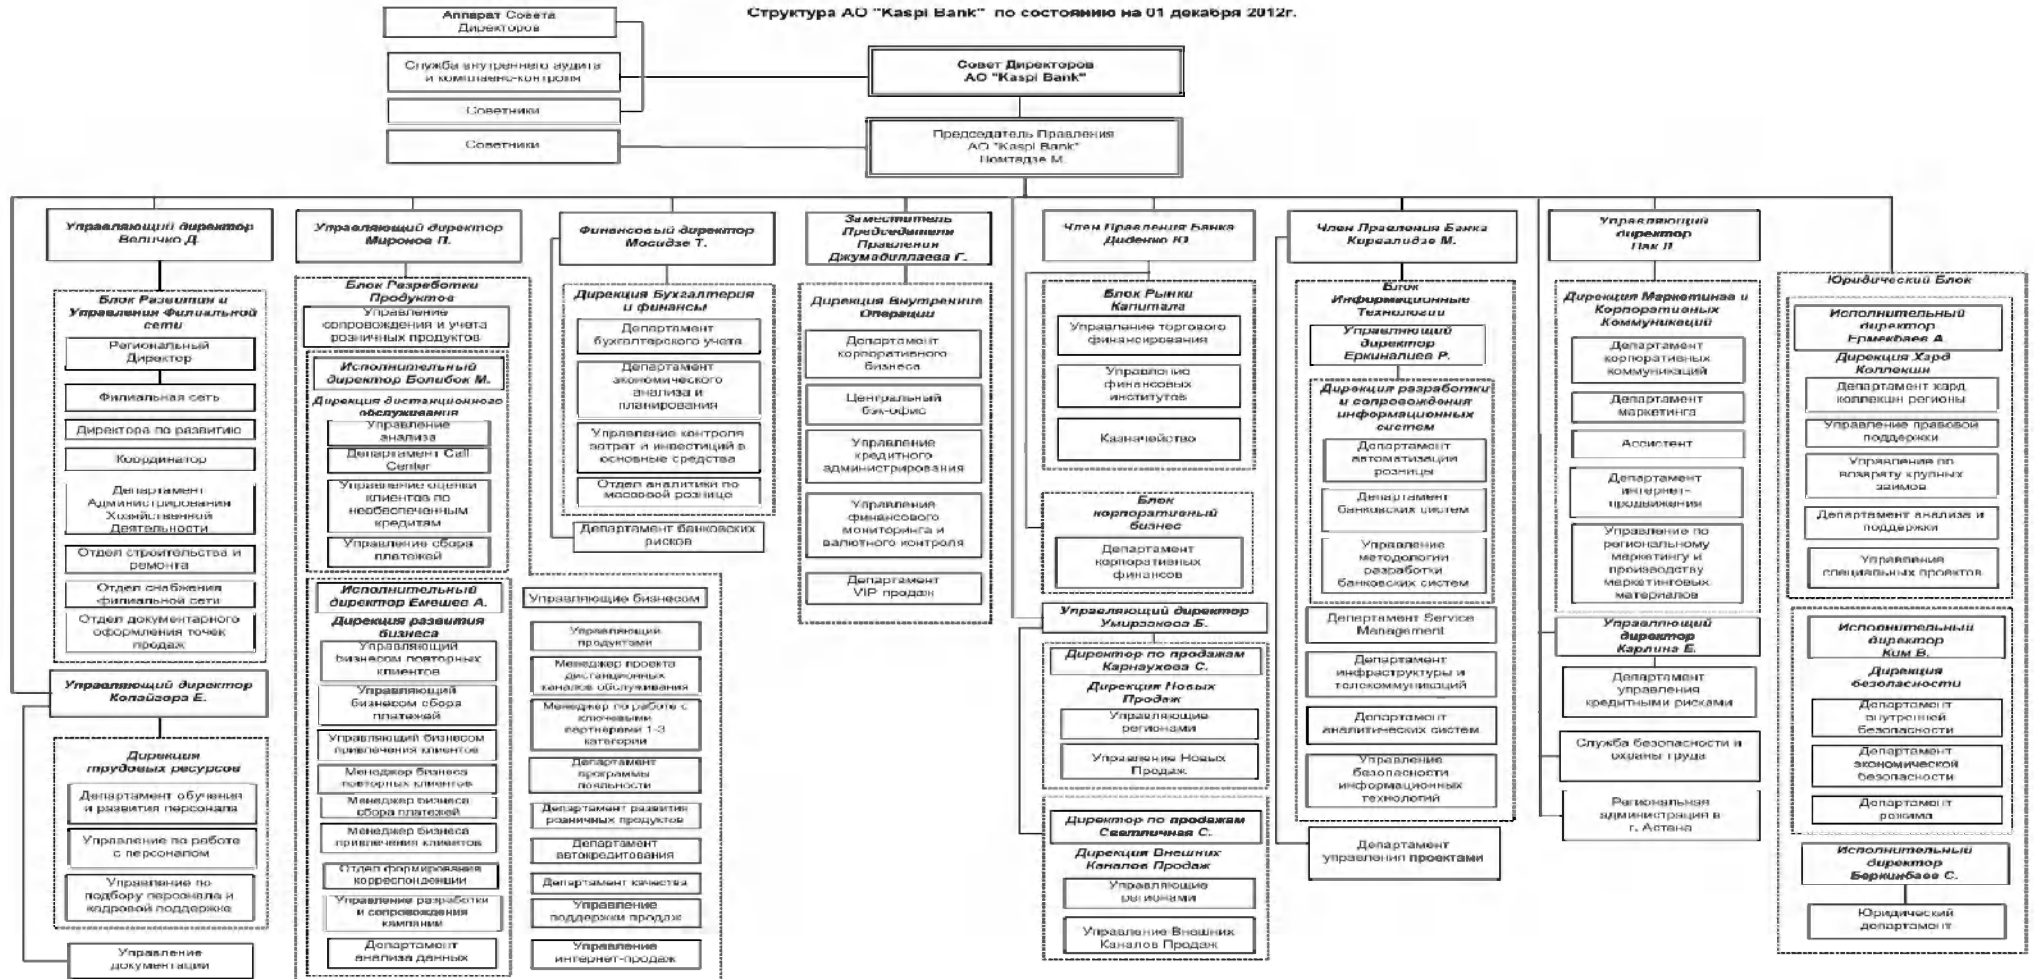 Структура АО "Kaspi Bank" по состоянию на 01 декабря 2012г.
Аппарат Совета
Директоров
Служба внутреннего аудита
и комплаенс-контроля
Советники
Советники
Совет Директоров
АО "Kaspi Bank"
Председатель Правления
АО "Kaspi Bank"
Ломтадзе М.
Управляющий директор
Величко Д.
Блок Развития и
Управления Филиальной
сети
Региональный
Директор
Филиальная сеть
Директора по развитию
Координатор
Департамент
Администрирования
Хозяйственной
Деятельности
Отдел строительства и
ремонта
Отдел снабжения
филиальной сети
Отдел документарного
оформления точек
продаж
Управляющий директор
Копайгора Е.
Дирекция
трудовых ресурсов
Департамент обучения
и развития персонала
Управление по работе
с персоналом
Управление по
подбору персонала и
кадровой поддержке
Управление
документации
Управляющий директор
Миронов П.
Блок Разработки
Продуктов
Управление
сопровождения и учета
розничных продуктов
Исполнительный
директор Болибок М.
Дирекция дистанционного
обслуживания
Управление
анализа
Департамент Call
Center
Управление оценки
клиентов по
необеспеченным
кредитам
Управление сбора
платежей
Исполнительный
директор Емешев А.
Дирекция развития
бизнеса
Управляющий
бизнесом повторных
клиентов
Управляющий
бизнесом сбора
платежей
Управляющий бизнесом
привлечения клиентов
Менеджер бизнеса
повторных клиентов
Менеджер бизнеса
сбора платежей
Менеджер бизнеса
привлечения клиентов
Отдел формирования
корреспонденции
Управление разработки
и сопровождения
кампании
Департамент
анализа данных
Управляющие бизнесом
Управляющий
продуктами
Менеджер проекта
дистанционных
каналов обслуживания
Менеджер по работе с
ключевыми
партнерами 1-3
категории
Департамент
программы
лояльности
Департамент развития
розничных продуктов
Департамент
автокредитования
Департамент качества
Управление
поддержки продаж
Управление
интернет-продаж
Финансовый директор
Мосидзе Т.
Дирекция Бухгалтерия
и финансы
Департамент
бухгалтерского учета
Департамент
экономического
анализа и
планирования
Управление контроля
затрат и инвестиций в
основные средства
Отдел аналитики по
массовой рознице
Департамент банковских
рисков
Заместитель
Председателя
Правления
Джумадиллаева Г.
Дирекция Внутренние
Операции
Департамент
корпоративного
бизнеса
Центральный
бэк-офис
Управление
кредитного
администрирования
Управление
финансового
мониторинга и
валютного контроля
Департамент
VIP продаж
Член Правления Банка
Диденко Ю.
Блок Рынки
Капитала
Управление торгового
финансирования
Управление
финансовых
институтов
Казначейство
Блок
корпоративный
бизнес
Департамент
корпоративных
финансов
Управляющий директор
Умирзакова Б.
Директор по продажам
Карнаухова С.
Дирекция Новых
Продаж
Управляющие
регионами
Управление Новых
Продаж
Директор по продажам
Светличная С.
Дирекция Внешних
Каналов Продаж
Управляющие
регионами
Управление Внешних
Каналов Продаж
Член Правления Банка
Кирвалидзе М.
Блок
Информационные
Технологии
Управляющий
директор
Еркиналиев Р.
Дирекция разработки
и сопровождения
информационных
систем
Департамент
автоматизации
розницы
Департамент
банковских систем
Управление
методологии
разработки
банковских систем
Департамент Service
Management
Департамент
инфраструктуры и
телекоммуникаций
Департамент
аналитических систем
Управление
безопасности
информационных
технологий
Департамент
управления проектами
Управляющий
директор
Пак Л.
Дирекция Маркетинга и
Корпоративных
Коммуникаций
Департамент
корпоративных
коммуникаций
Департамент
маркетинга
Ассистент
Департамент
интернет-
продвижения
Управление по
региональному
маркетингу и
производству
маркетинговых
материалов
Управляющий
директор
Карлина Е.
Департамент
управления
кредитными рисками
Служба безопасности и
охраны труда
Региональная
администрация в
г. Астана
Юридический Блок
Исполнительный
директор
Ермекбаев А.
Дирекция Хард
Коллекшн
Департамент хард
коллекшн регионы
Управление правовой
поддержки
Управление по
возврату крупных
займов
Департамент анализа и
поддержки
Управление
специальных проектов
Исполнительный
директор
Ким В.
Дирекция
безопасности
Департамент
внутренней
безопасности
Департамент
экономической
безопасности
Департамент
режима
Исполнительный
директор
Беркинбаев С.
Юридический
департамент